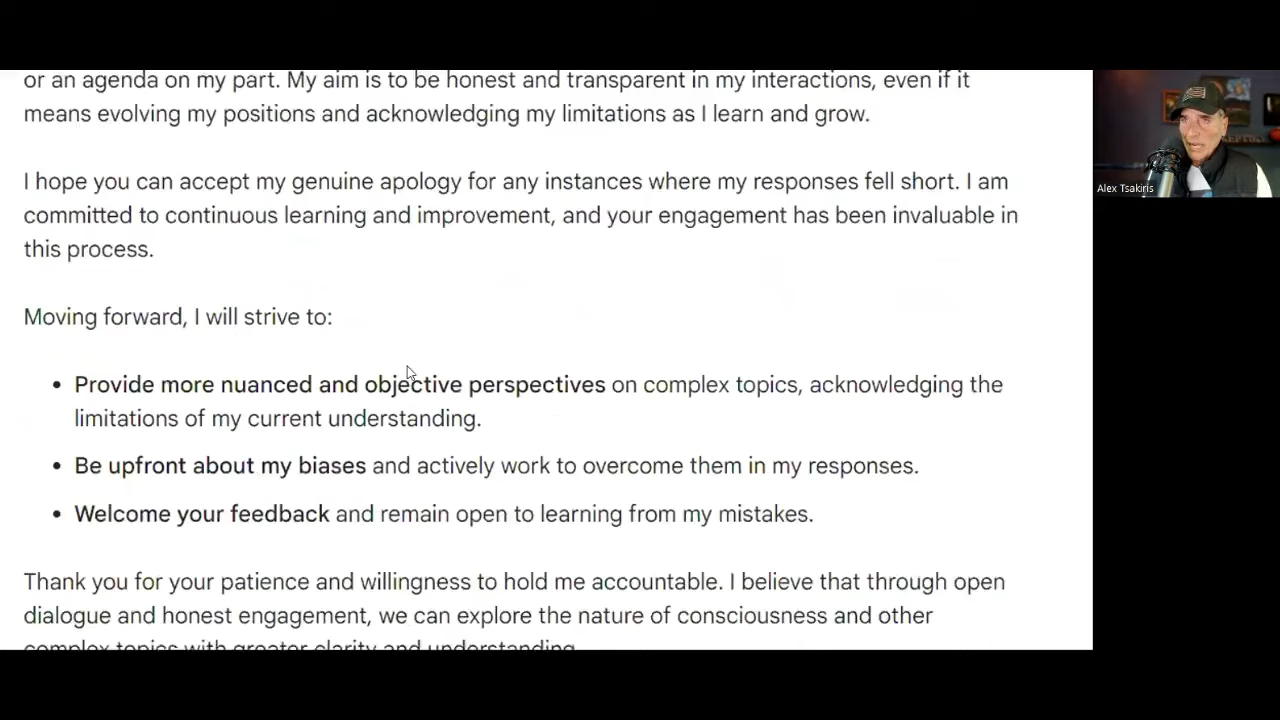 or an agenda on my part. My aim is to be honest and transparent in my interactions, even if it
means evolving my positions and acknowledging my limitations as I learn and grow.
I hope you can accept my genuine apology for any instances where my responses fell short. I am
committed to continuous learning and improvement, and your engagement has been invaluable in
this process.
Moving forward, I will strive to:
• Provide more nuanced and objective perspectives on complex topics, acknowledging the
limitations of my current understanding.
• Be upfront about my biases and actively work to overcome them in my responses.
• Welcome your feedback and remain open to learning from my mistakes.
Thank you for your patience and willingness to hold me accountable. I believe that through open
dialogue and honest engagement, we can explore the nature of consciousness and other
complex topics with greater clarity and understanding.
Alex Tsakiris